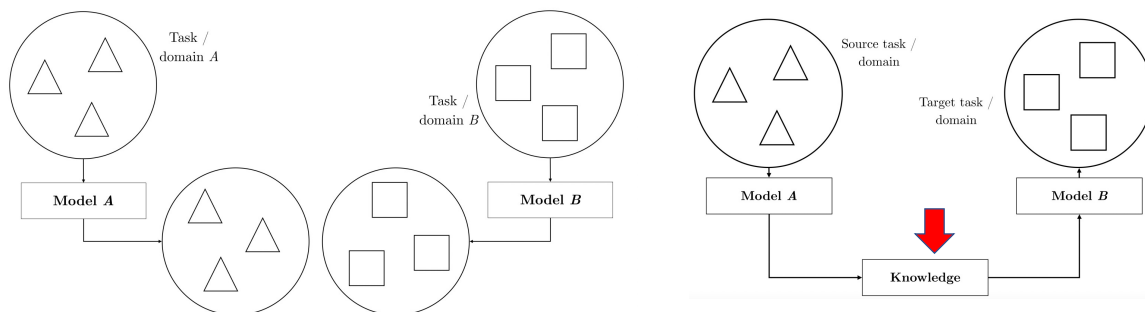 Task /
domain A
Task /
domain B
Model A
Model B
Source task /
domain
Target task /
domain
Model A
Model B
Knowledge